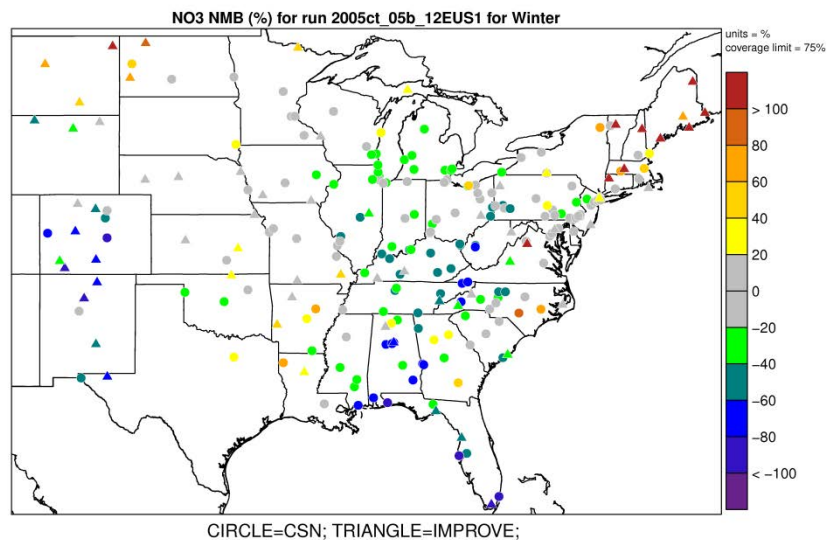 NO3 NMB (%) for run 2005ct_05b_12EUS1 for Winter
units = %
coverage limit = 75%
> 100
80
60
40
20
0
−20
−40
−60
−80
< −100
CIRCLE=CSN; TRIANGLE=IMPROVE;